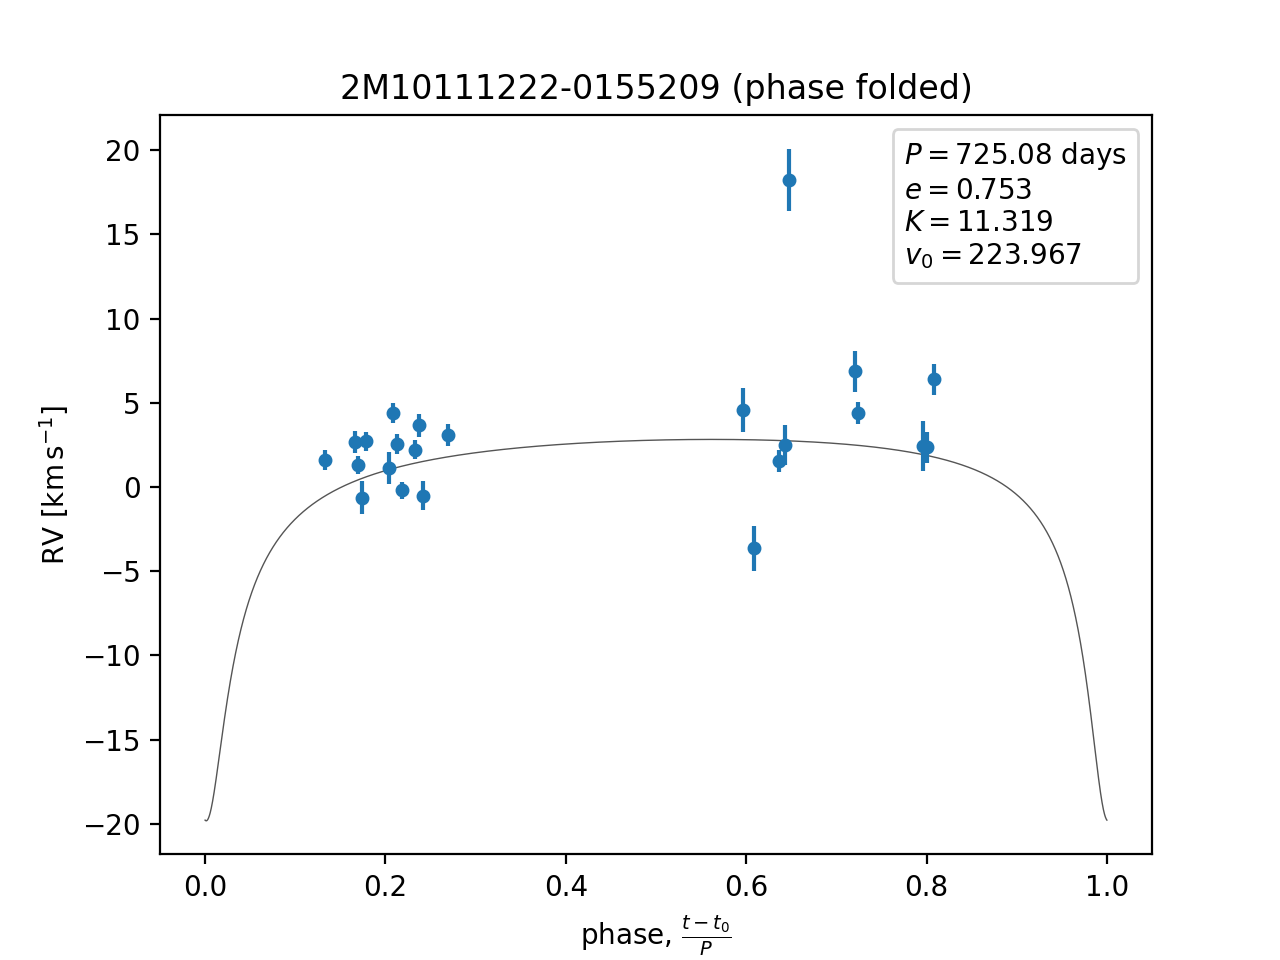 2M10111222-0155209 (phase folded)
P = 725.08 days
e = 0.753
K = 11.319
v₀ = 223.967
RV [km s⁻¹]
20
15
10
5
0
−5
−10
−15
−20
0.0 0.2 0.4 0.6 0.8 1.0
phase, (t − t₀)/P